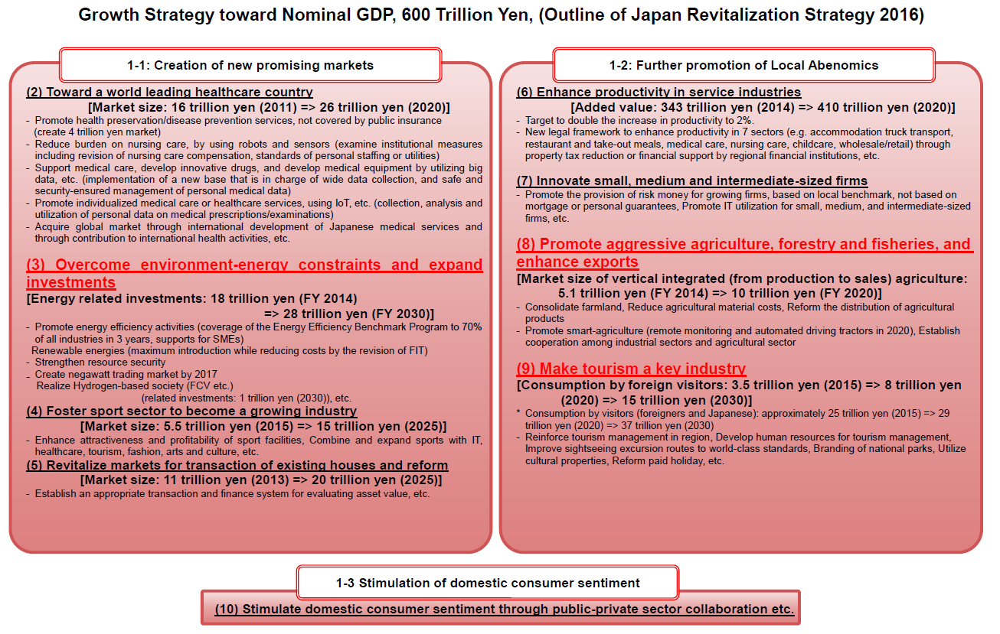 Growth Strategy toward Nominal GDP, 600 Trillion Yen, (Outline of Japan Revitalization Strategy 2016)
1-1: Creation of new promising markets
(2) Toward a world leading healthcare country
[Market size: 16 trillion yen (2011) => 26 trillion yen (2020)]
- Promote health preservation/disease prevention services, not covered by public insurance
(create 4 trillion yen market)
- Reduce burden on nursing care, by using robots and sensors (examine institutional measures
including revision of nursing care compensation, standards of personal staffing or utilities)
- Support medical care, develop innovative drugs, and develop medical equipment by utilizing big
data, etc. (implementation of a new base that is in charge of wide data collection, and safe and
security-ensured management of personal medical data)
- Promote individualized medical care or healthcare services, using IoT, etc. (collection, analysis and
utilization of personal data on medical prescriptions/examinations)
- Acquire global market through international development of Japanese medical services and
through contribution to international health activities, etc.
(3) Overcome environment-energy constraints and expand
investments
[Energy related investments: 18 trillion yen (FY 2014)
=> 28 trillion yen (FY 2030)]
- Promote energy efficiency activities (coverage of the Energy Efficiency Benchmark Program to 70%
of all industries in 3 years, supports for SMEs)
Renewable energies (maximum introduction while reducing costs by the revision of FIT)
- Strengthen resource security
- Create negawatt trading market by 2017
Realize Hydrogen-based society (FCV etc.)
(related investments: 1 trillion yen (2030)), etc.
(4) Foster sport sector to become a growing industry
[Market size: 5.5 trillion yen (2015) => 15 trillion yen (2025)]
- Enhance attractiveness and profitability of sport facilities, Combine and expand sports with IT,
healthcare, tourism, fashion, arts and culture, etc.
(5) Revitalize markets for transaction of existing houses and reform
[Market size: 11 trillion yen (2013) => 20 trillion yen (2025)]
- Establish an appropriate transaction and finance system for evaluating asset value, etc.
1-2: Further promotion of Local Abenomics
(6) Enhance productivity in service industries
[Added value: 343 trillion yen (2014) => 410 trillion yen (2020)]
- Target to double the increase in productivity to 2%.
- New legal framework to enhance productivity in 7 sectors (e.g. accommodation truck transport,
restaurant and take-out meals, medical care, nursing care, childcare, wholesale/retail) through
property tax reduction or financial support by regional financial institutions, etc.
(7) Innovate small, medium and intermediate-sized firms
- Promote the provision of risk money for growing firms, based on local benchmark, not based on
mortgage or personal guarantees, Promote IT utilization for small, medium, and intermediate-sized
firms, etc.
(8) Promote aggressive agriculture, forestry and fisheries, and
enhance exports
[Market size of vertical integrated (from production to sales) agriculture:
5.1 trillion yen (FY 2014) => 10 trillion yen (FY 2020)]
- Consolidate farmland, Reduce agricultural material costs, Reform the distribution of agricultural
products
- Promote smart-agriculture (remote monitoring and automated driving tractors in 2020), Establish
cooperation among industrial sectors and agricultural sector
(9) Make tourism a key industry
[Consumption by foreign visitors: 3.5 trillion yen (2015) => 8 trillion yen
(2020) => 15 trillion yen (2030)]
* Consumption by visitors (foreigners and Japanese): approximately 25 trillion yen (2015) => 29
trillion yen (2020) => 37 trillion yen (2030)
- Reinforce tourism management in region, Develop human resources for tourism management,
Improve sightseeing excursion routes to world-class standards, Branding of national parks, Utilize
cultural properties, Reform paid holiday, etc.
1-3 Stimulation of domestic consumer sentiment
(10) Stimulate domestic consumer sentiment through public-private sector collaboration etc.